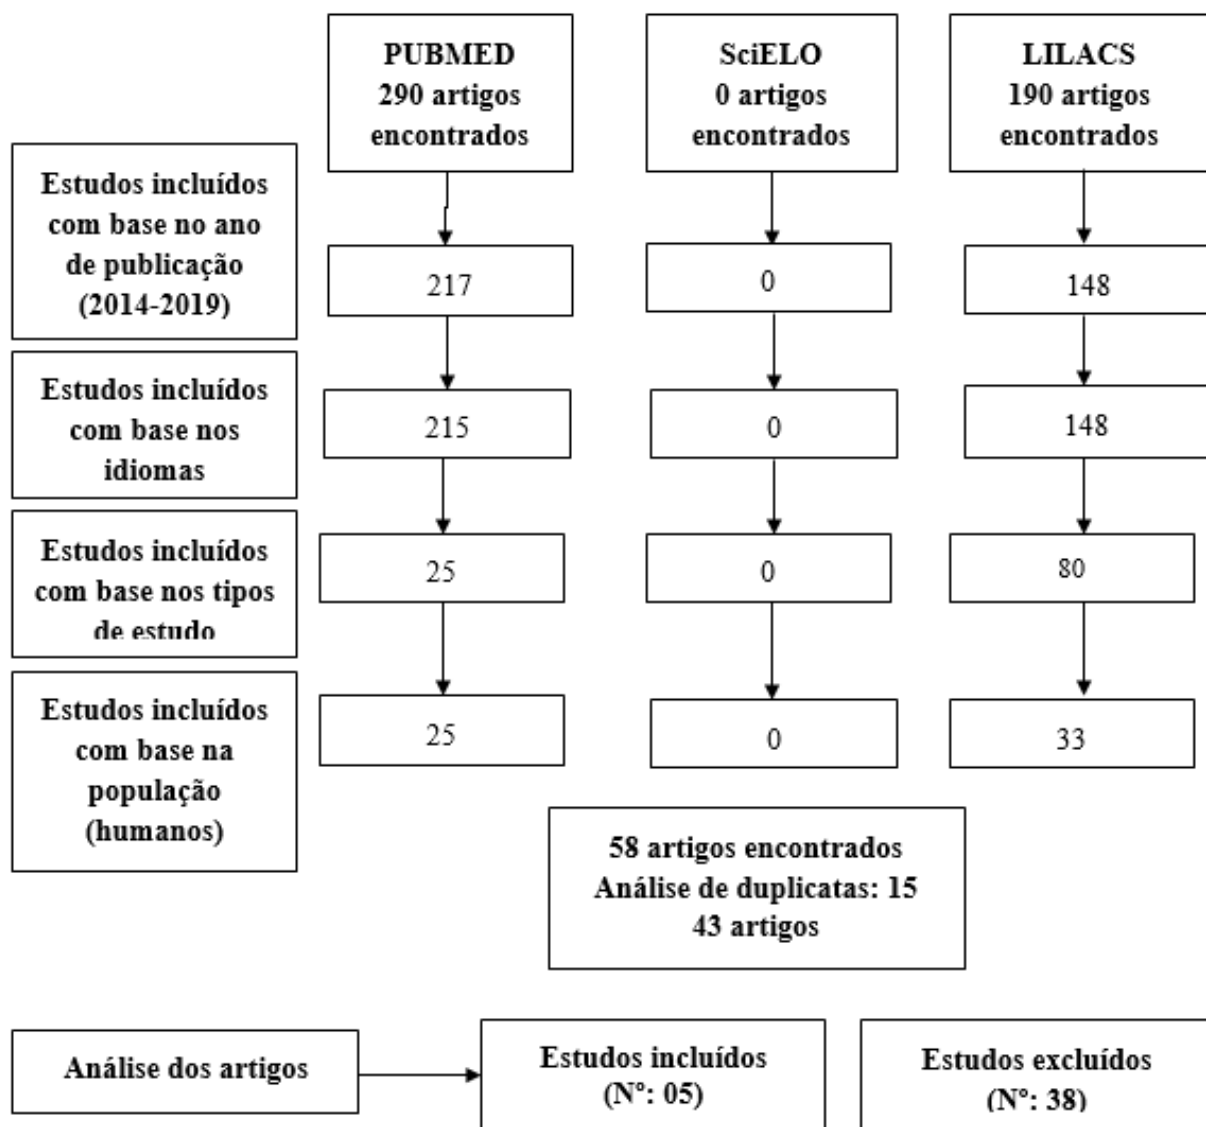 PUBMED
290 artigos
encontrados
SciELO
0 artigos
encontrados
LILACS
190 artigos
encontrados
Estudos incluídos
com base no ano
de publicação
(2014-2019)
217
0
148
Estudos incluídos
com base nos
idiomas
215
0
148
Estudos incluídos
com base nos tipos
de estudo
25
0
80
Estudos incluídos
com base na
população
(humanos)
25
0
33
58 artigos encontrados
Análise de duplicatas: 15
43 artigos
Análise dos artigos
Estudos incluídos
(Nº: 05)
Estudos excluídos
(Nº: 38)